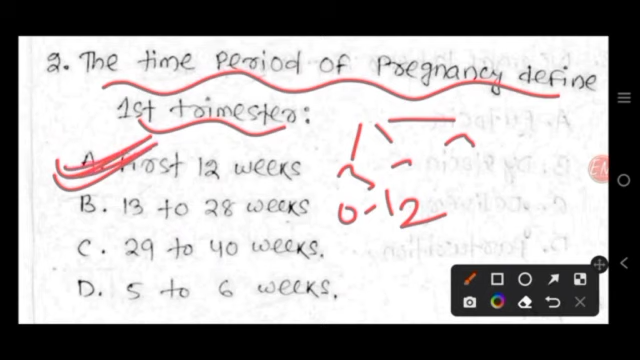 2. The time Period of Pregnancy define
1st trimester:
A. First 12 weeks
B. 13 to 28 weeks
0-12
C. 29 to 40 weeks.
D. 5 to 6 weeks.
EN